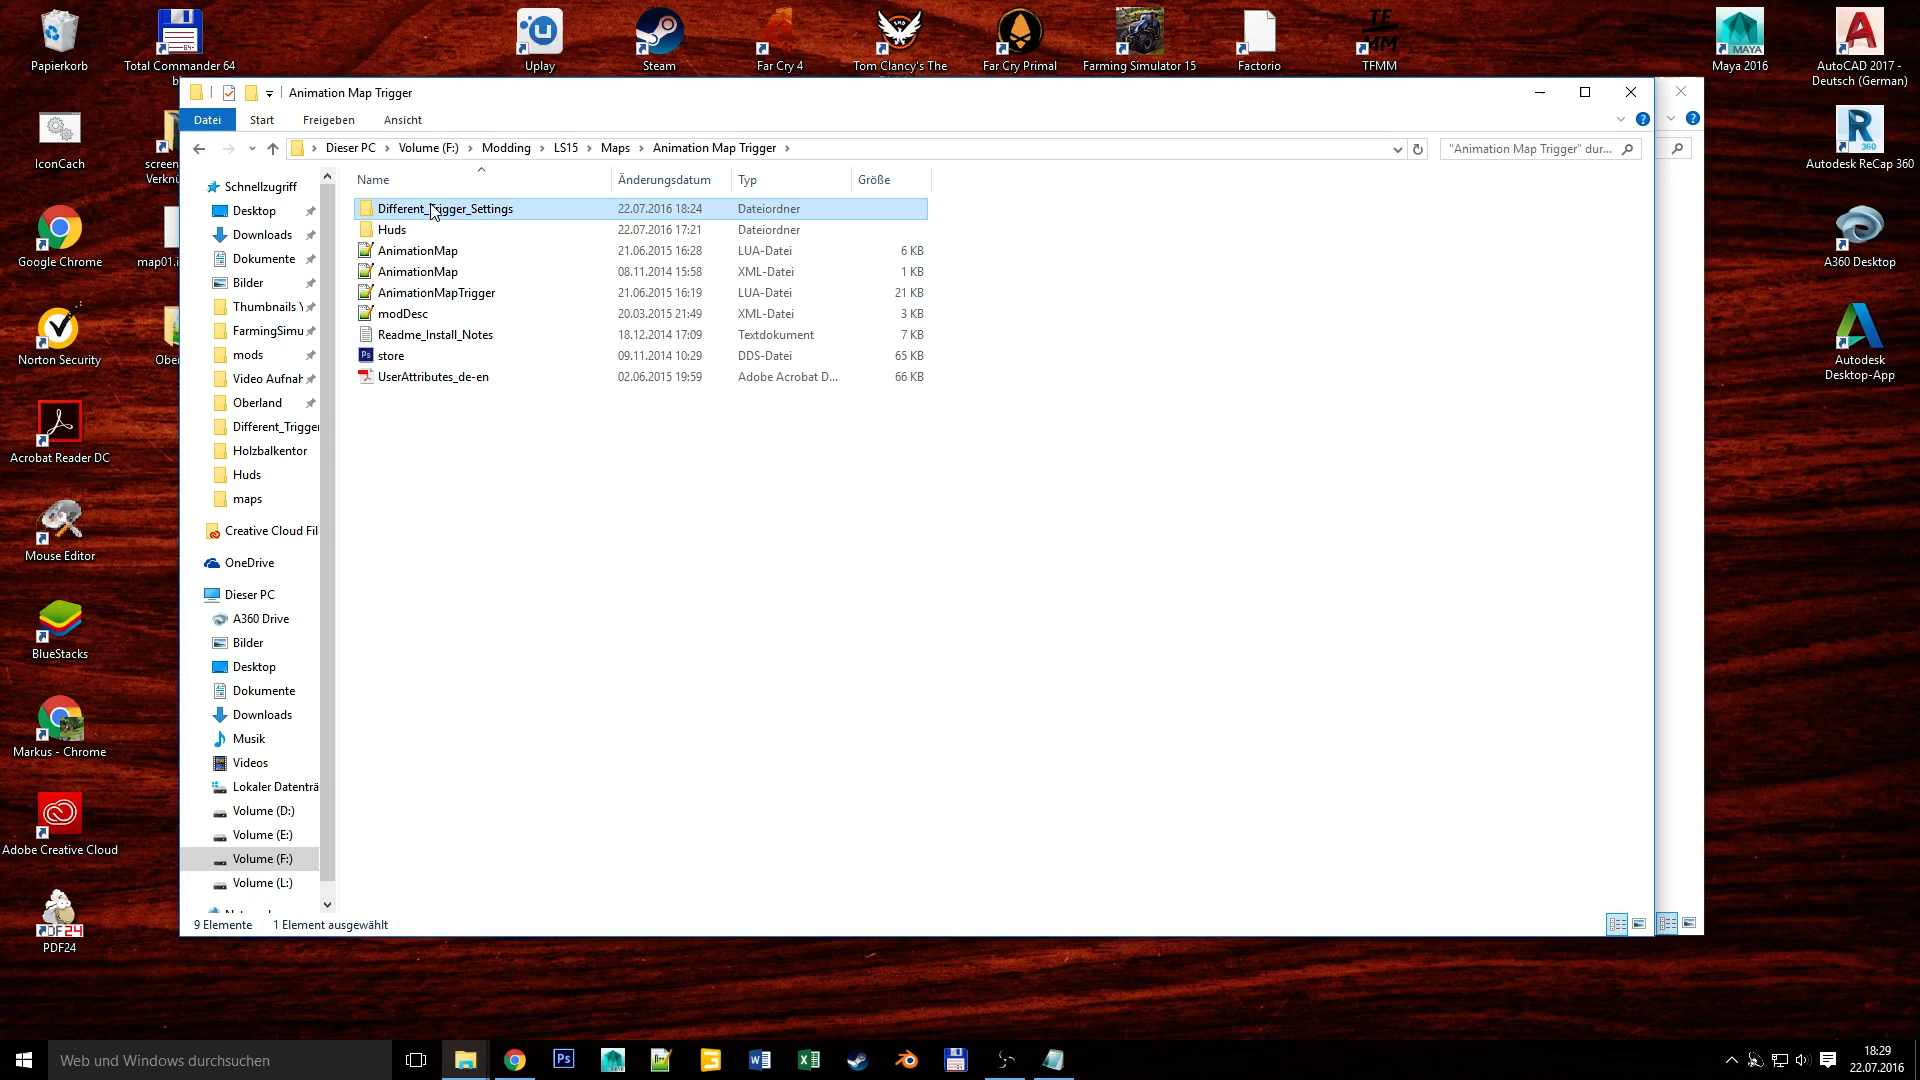 Papierkorb
Total Commander 64
Uplay
Steam
Far Cry 4
Tom Clancy's The
Far Cry Primal
Farming Simulator 15
Factorio
TFMM
Maya 2016
AutoCAD 2017 -
Deutsch (German)
IconCach
screen
Verknü
Google Chrome
map01.i
Norton Security
Ober
Acrobat Reader DC
Mouse Editor
BlueStacks
Markus - Chrome
Adobe Creative Cloud
PDF24
PDF24
Autodesk ReCap 360
A360 Desktop
Autodesk
Desktop-App
Animation Map Trigger
Datei Start Freigeben Ansicht
Dieser PC Volume (F:) Modding LS15 Maps Animation Map Trigger
"Animation Map Trigger" dur...
Schnellzugriff
Desktop
Downloads
Dokumente
Bilder
Thumbnails Y
FarmingSimu
mods
Video Aufnah
Oberland
Different_Trigger
Holzbalkentor
Huds
maps
Creative Cloud Fil
OneDrive
Dieser PC
A360 Drive
Bilder
Desktop
Dokumente
Downloads
Musik
Videos
Lokaler Datenträ
Volume (D:)
Volume (E:)
Volume (F:)
Volume (L:)
Name Änderungsdatum Typ Größe
Different_Trigger_Settings 22.07.2016 18:24 Dateiordner
Huds 22.07.2016 17:21 Dateiordner
AnimationMap 21.06.2015 16:28 LUA-Datei 6 KB
AnimationMap 08.11.2014 15:58 XML-Datei 1 KB
AnimationMapTrigger 21.06.2015 16:19 LUA-Datei 21 KB
modDesc 20.03.2015 21:49 XML-Datei 3 KB
Readme_Install_Notes 18.12.2014 17:09 Textdokument 7 KB
store 09.11.2014 10:29 DDS-Datei 65 KB
UserAttributes_de-en 02.06.2015 19:59 Adobe Acrobat D... 66 KB
9 Elemente 1 Element ausgewählt
Web und Windows durchsuchen
18:29
22.07.2016